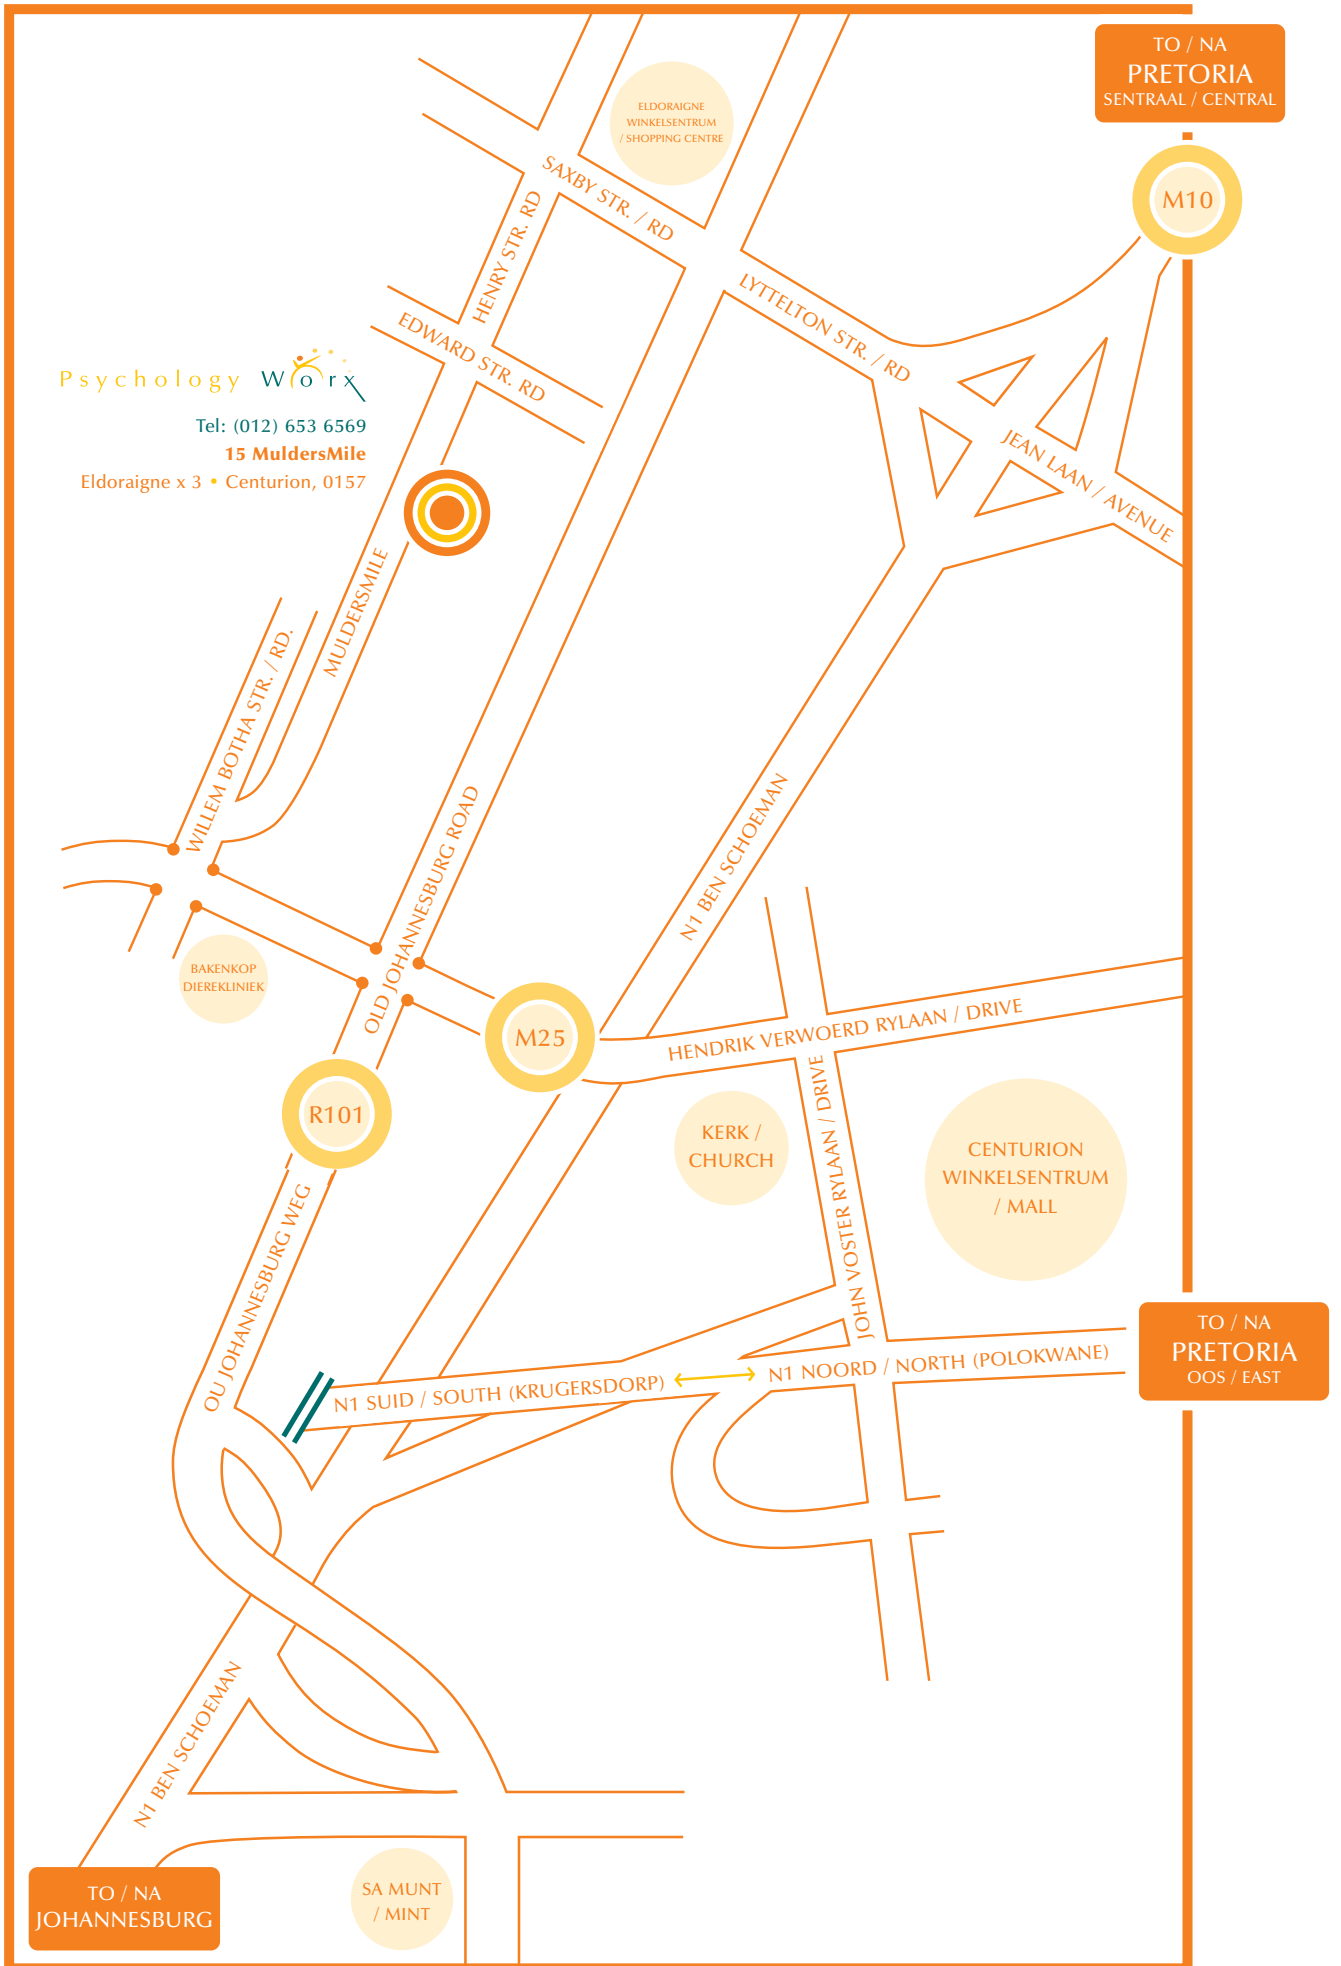 TO / NA
PRETORIA
SENTRAAL / CENTRAL
ELDORAIGNE
WINKELSENTRUM
/ SHOPPING CENTRE
M10
SAXBY STR. / RD
HENRY STR. RD
LYTTELTON STR. / RD
EDWARD STR. RD
Psychology Worx
Tel: (012) 653 6569
15 MuldersMile
Eldoraigne x 3 • Centurion, 0157
JEAN LAAN / AVENUE
MULDERSMILE
WILLEM BOTHA STR. / RD.
OLD JOHANNESBURG ROAD
N1 BEN SCHOEMAN
BAKENKOP
DIEREKLINIEK
M25
HENDRIK VERWOERD RYLAAN / DRIVE
R101
KERK /
CHURCH
JOHN VOSTER RYLAAN / DRIVE
CENTURION
WINKELSENTRUM
/ MALL
OU JOHANNESBURG WEG
TO / NA
PRETORIA
OOS / EAST
N1 SUID / SOUTH (KRUGERSDORP)
N1 NOORD / NORTH (POLOKWANE)
N1 BEN SCHOEMAN
TO / NA
JOHANNESBURG
SA MUNT
/ MINT